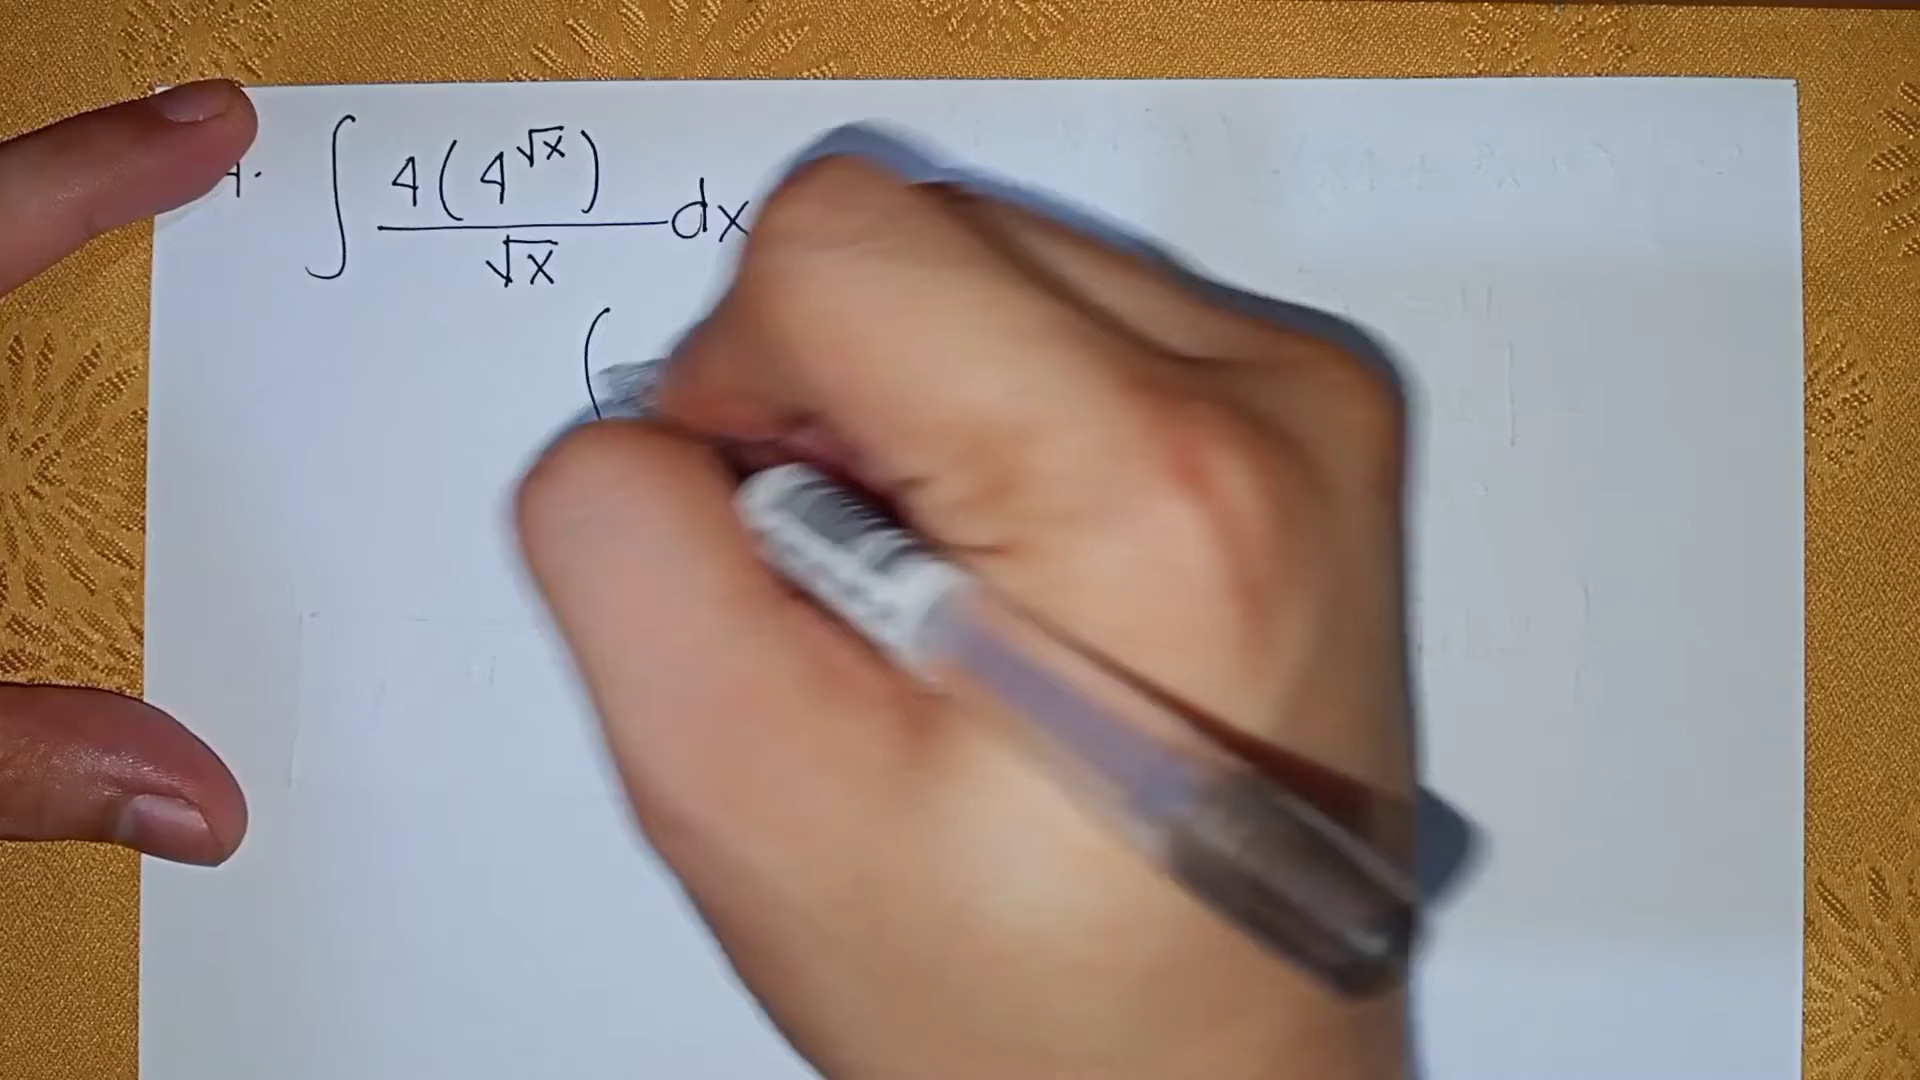 4. ∫ 4(4^√x) / √x dx
(